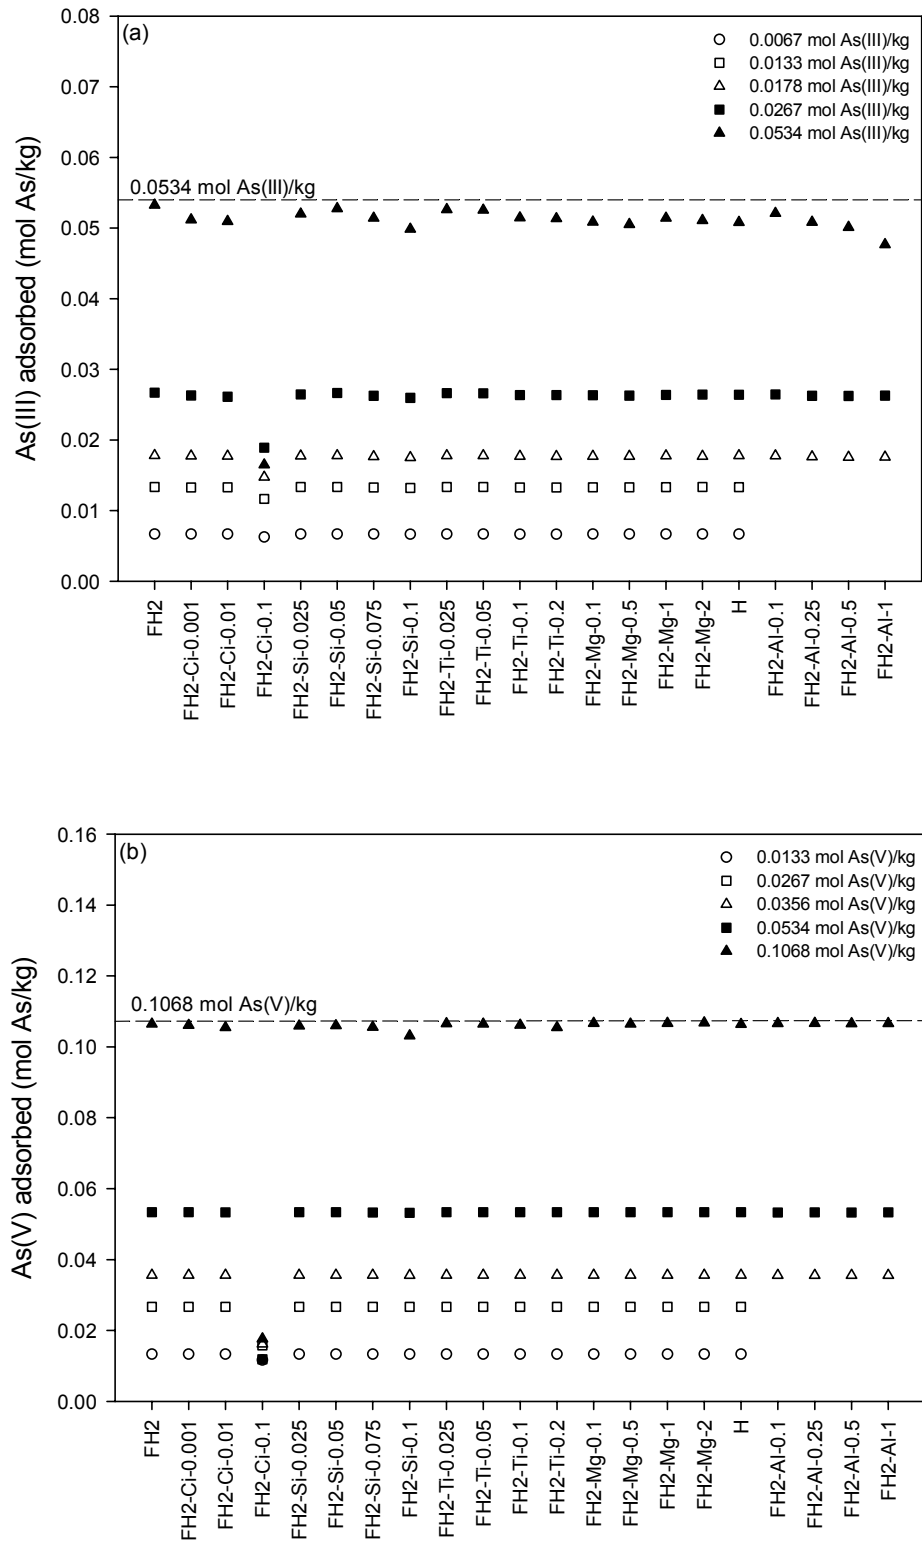 (a)
0.0067 mol As(III)/kg
0.0133 mol As(III)/kg
0.0178 mol As(III)/kg
0.0267 mol As(III)/kg
0.0534 mol As(III)/kg
0.0534 mol As(III)/kg
As(III) adsorbed (mol As/kg)
0.08
0.07
0.06
0.05
0.04
0.03
0.02
0.01
0.00
FH2
FH2-Ci-0.001
FH2-Ci-0.01
FH2-Ci-0.1
FH2-Si-0.025
FH2-Si-0.05
FH2-Si-0.075
FH2-Si-0.1
FH2-Ti-0.025
FH2-Ti-0.05
FH2-Ti-0.1
FH2-Ti-0.2
FH2-Mg-0.1
FH2-Mg-0.5
FH2-Mg-1
FH2-Mg-2
H
FH2-Al-0.1
FH2-Al-0.25
FH2-Al-0.5
FH2-Al-1
(b)
0.0133 mol As(V)/kg
0.0267 mol As(V)/kg
0.0356 mol As(V)/kg
0.0534 mol As(V)/kg
0.1068 mol As(V)/kg
0.1068 mol As(V)/kg
As(V) adsorbed (mol As/kg)
0.16
0.14
0.12
0.10
0.08
0.06
0.04
0.02
0.00
FH2
FH2-Ci-0.001
FH2-Ci-0.01
FH2-Ci-0.1
FH2-Si-0.025
FH2-Si-0.05
FH2-Si-0.075
FH2-Si-0.1
FH2-Ti-0.025
FH2-Ti-0.05
FH2-Ti-0.1
FH2-Ti-0.2
FH2-Mg-0.1
FH2-Mg-0.5
FH2-Mg-1
FH2-Mg-2
H
FH2-Al-0.1
FH2-Al-0.25
FH2-Al-0.5
FH2-Al-1